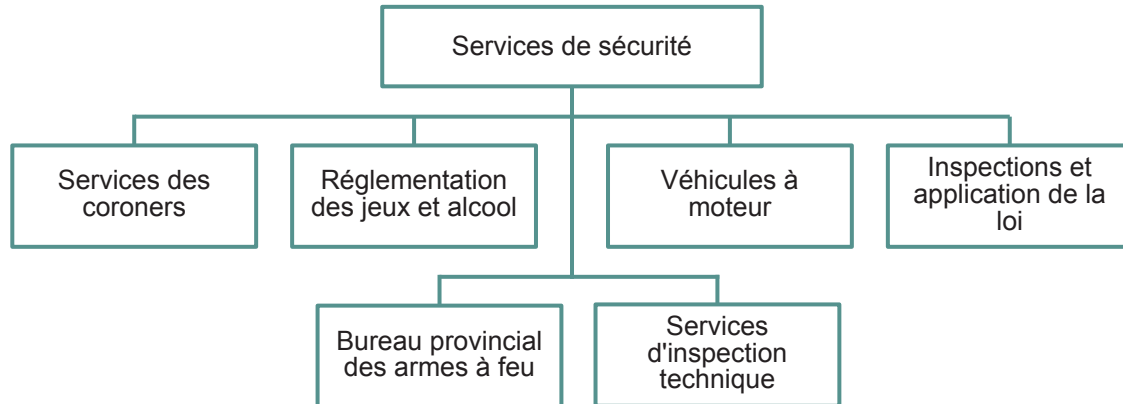 Services de sécurité
Services des
coroners
Réglementation
des jeux et alcool
Véhicules à
moteur
Inspections et
application de la
loi
Bureau provincial
des armes à feu
Services
d'inspection
technique